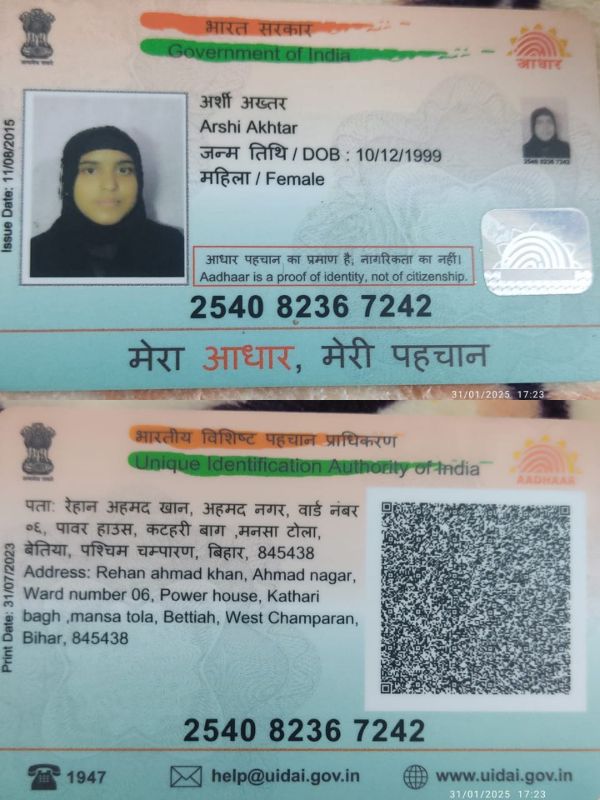 भारत सरकार
Government of India
आधार
Issue Date: 11/08/2015
अर्शी अख्तर
Arshi Akhtar
जन्म तिथि / DOB : 10/12/1999
महिला / Female
2540 8236 7242
आधार पहचान का प्रमाण है, नागरिकता का नहीं।
Aadhaar is a proof of identity, not of citizenship.
2540 8236 7242
मेरा आधार, मेरी पहचान
31/01/2025 17:23
भारतीय विशिष्ट पहचान प्राधिकरण
Unique Identification Authority of India
AADHAAR
Print Date: 31/07/2023
पता: रेहान अहमद खान, अहमद नगर, वार्ड नंबर
०६, पावर हाउस, कटहरी बाग ,मनसा टोला,
बेतिया, पश्चिम चम्पारण, बिहार, 845438
Address: Rehan ahmad khan, Ahmad nagar,
Ward number 06, Power house, Kathari
bagh ,mansa tola, Bettiah, West Champaran,
Bihar, 845438
2540 8236 7242
1947
help@uidai.gov.in
www.uidai.gov.in
31/01/2025 17:23